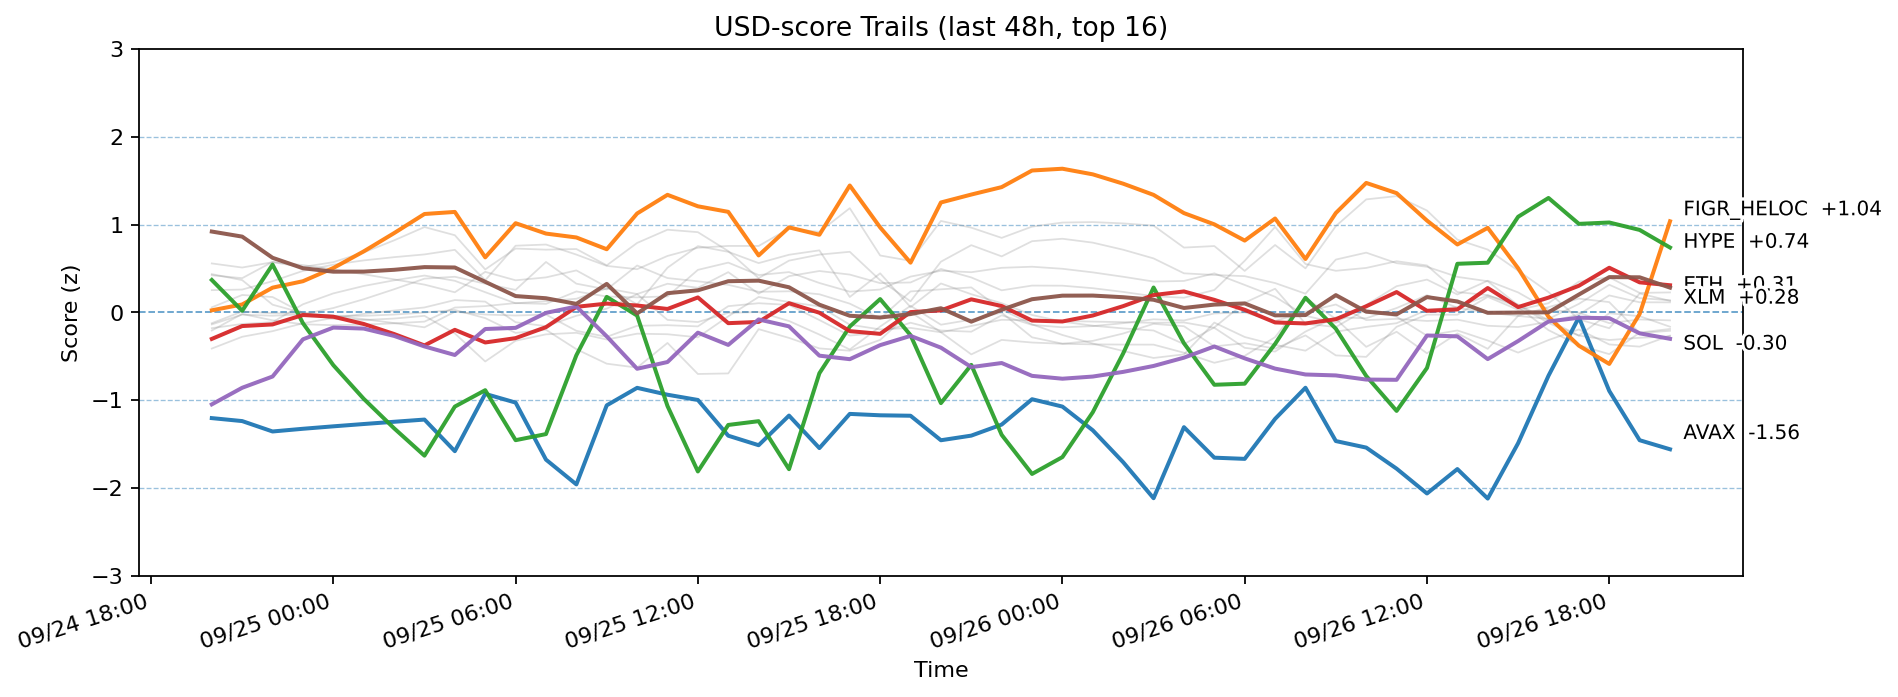 USD-score Trails (last 48h, top 16)
3
2
1
0
−1
−2
−3
Score (z)
FIGR_HELOC +1.04
HYPE +0.74
ETH +0.31
XLM +0.28
SOL -0.30
AVAX -1.56
09/24 18:00
09/25 00:00
09/25 06:00
09/25 12:00
09/25 18:00
09/26 00:00
09/26 06:00
09/26 12:00
09/26 18:00
Time